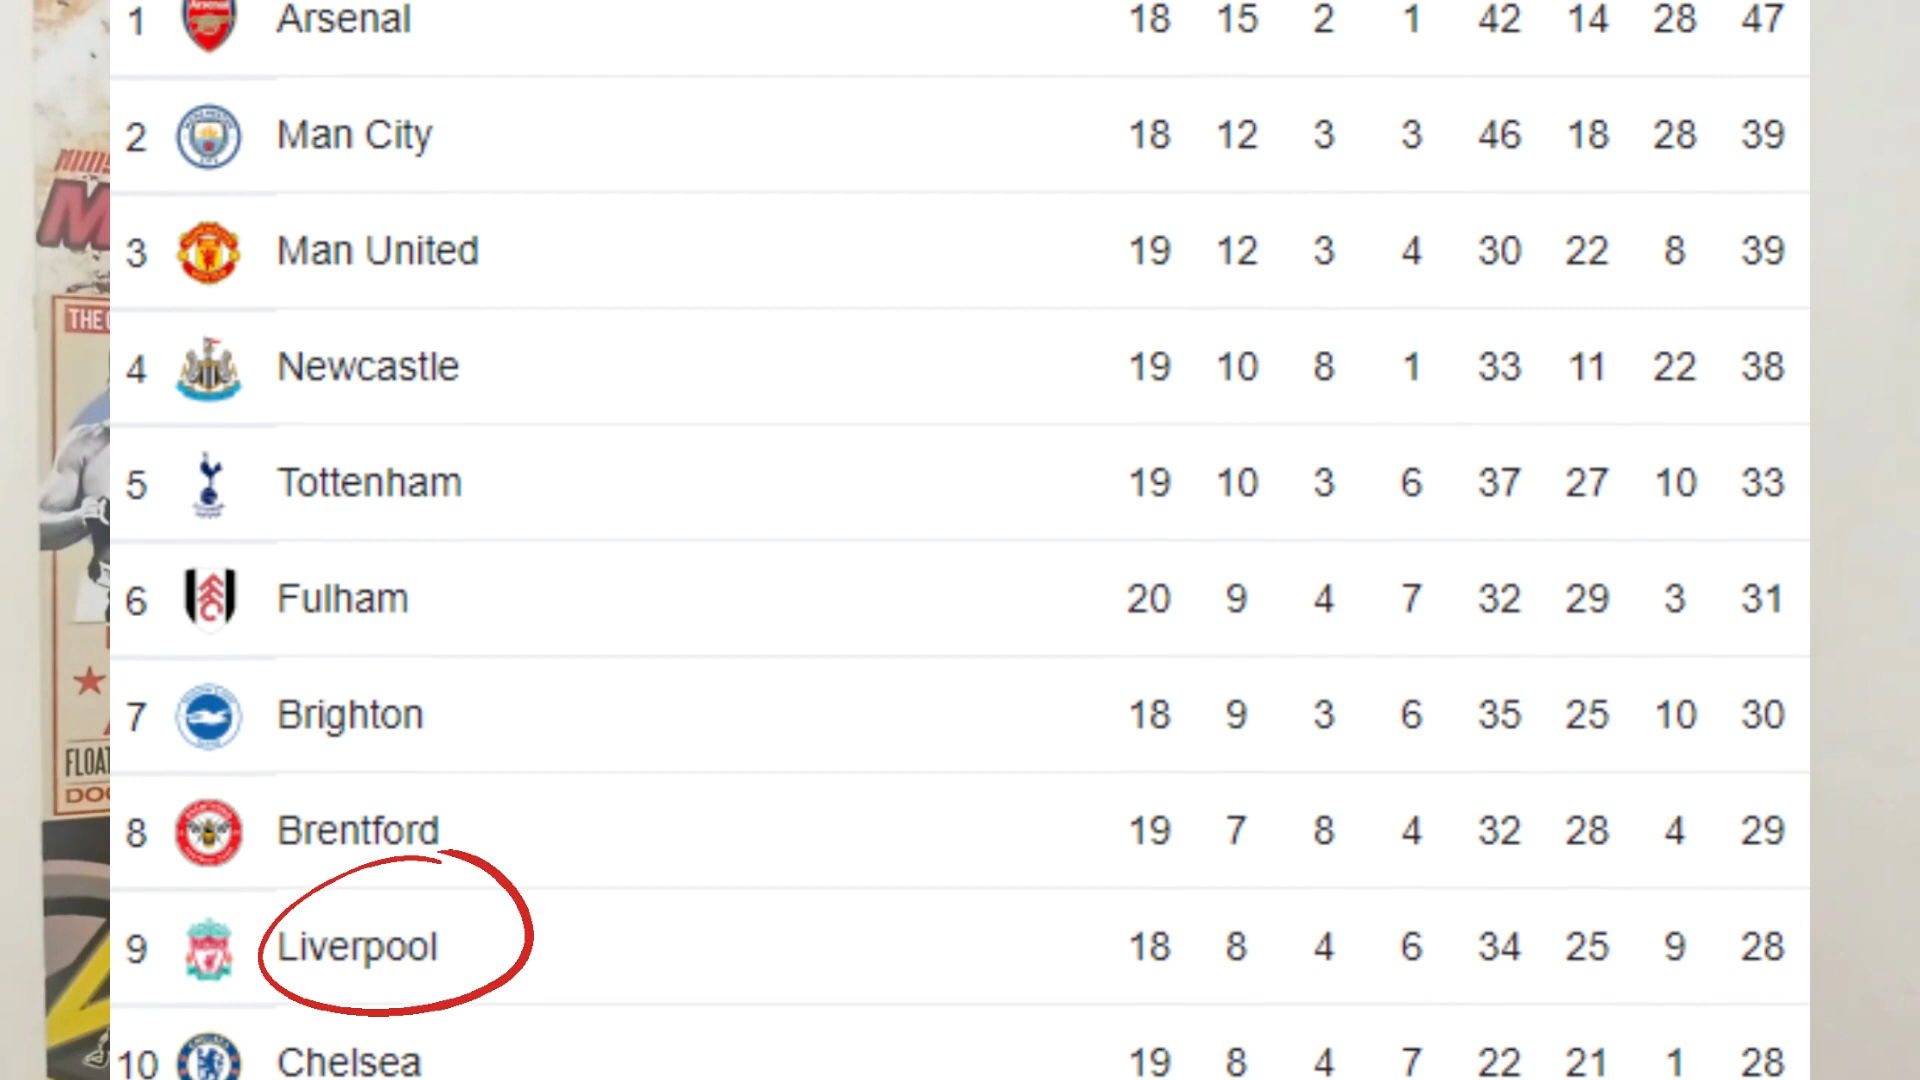 1 Arsenal 18 15 2 1 42 14 28 47
2 Man City 18 12 3 3 46 18 28 39
3 Man United 19 12 3 4 30 22 8 39
4 Newcastle 19 10 8 1 33 11 22 38
THE
5 Tottenham 19 10 3 6 37 27 10 33
6 Fulham 20 9 4 7 32 29 3 31
7 Brighton 18 9 3 6 35 25 10 30
FLOAT
DO
8 Brentford 19 7 8 4 32 28 4 29
9 Liverpool 18 8 4 6 34 25 9 28
10 Chelsea 19 8 4 7 22 21 1 28